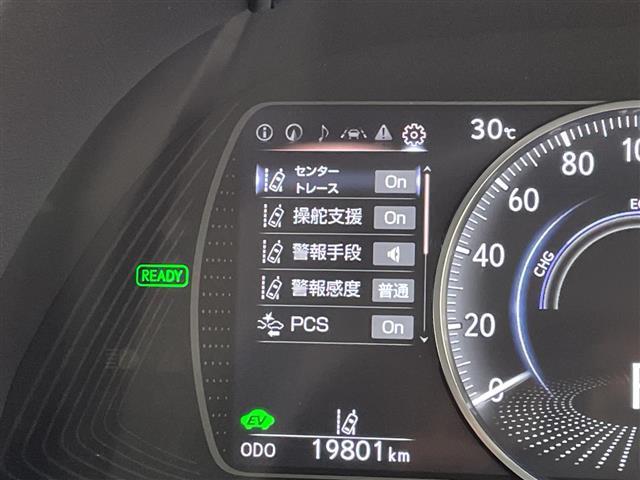 30℃
センター
トレース On
操舵支援 On
警報手段
警報感度 普通
PCS On
READY
EV
ODO 19801 km
0
20
40
60
80
CHG